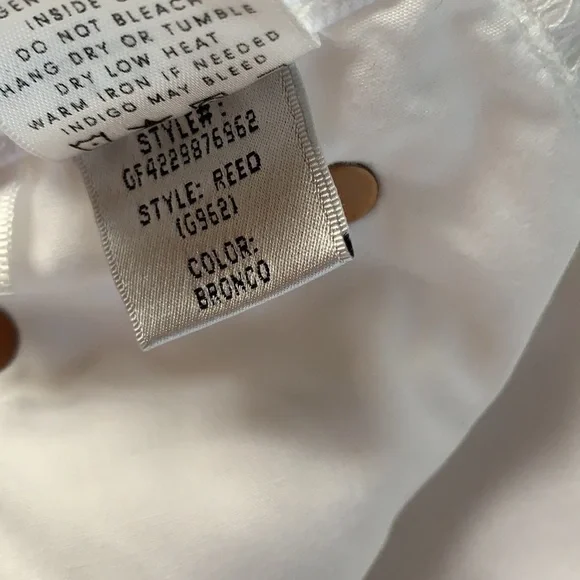 INSIDE
DO NOT BLEACH
HANG DRY OR TUMBLE
DRY LOW HEAT
WARM IRON IF NEEDED
INDIGO MAY BLEED
STYLE#:
GF4229876962
STYLE: REED
(G962)
COLOR:
BRONCO